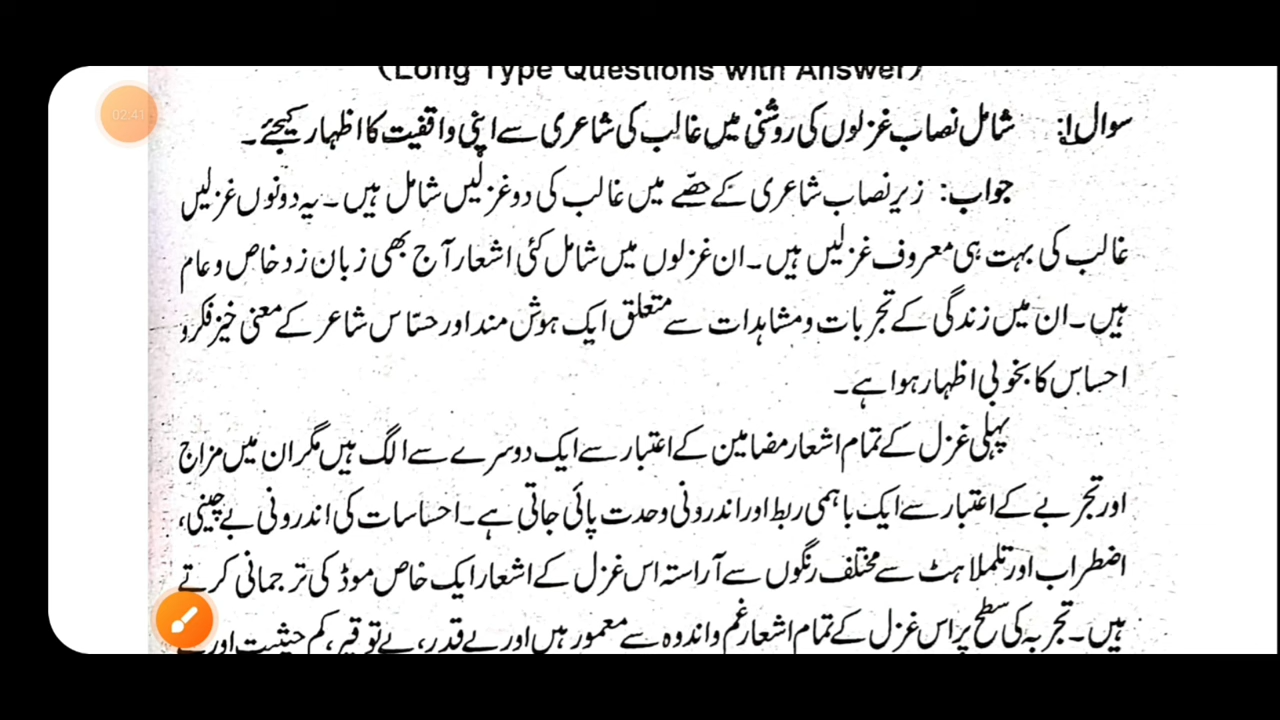 (Long Type Questions with Answer)
02:41
سوال 1: شامل نصاب غزلوں کی روشنی میں غالب کی شاعری سے اپنی واقفیت کا اظہار کیجئے۔
جواب: زیر نصاب شاعری کے حصّے میں غالب کی دو غزلیں شامل ہیں۔ یہ دونوں غزلیں
غالب کی بہت ہی معروف غزلیں ہیں۔ ان غزلوں میں شامل کئی اشعار آج بھی زبان زد خاص و عام
ہیں۔ ان میں زندگی کے تجربات و مشاہدات سے متعلق ایک ہوش مند اور حسّاس شاعر کے معنی خیز فکر و
احساس کا بخوبی اظہار ہوا ہے۔
پہلی غزل کے تمام اشعار مضامین کے اعتبار سے ایک دوسرے سے الگ ہیں مگر ان میں مزاج
اور تجربے کے اعتبار سے ایک باہمی ربط اور اندرونی وحدت پائی جاتی ہے۔ احساسات کی اندرونی بے چینی،
اضطراب اور تلملاہٹ سے مختلف رنگوں سے آراستہ اس غزل کے اشعار ایک خاص موڈ کی ترجمانی کرتے
ہیں۔ تجربہ کی سطح پر اس غزل کے تمام اشعار غم و اندوہ سے معمور ہیں اور بے قدر، بے توقیر، کم حیثیت اور